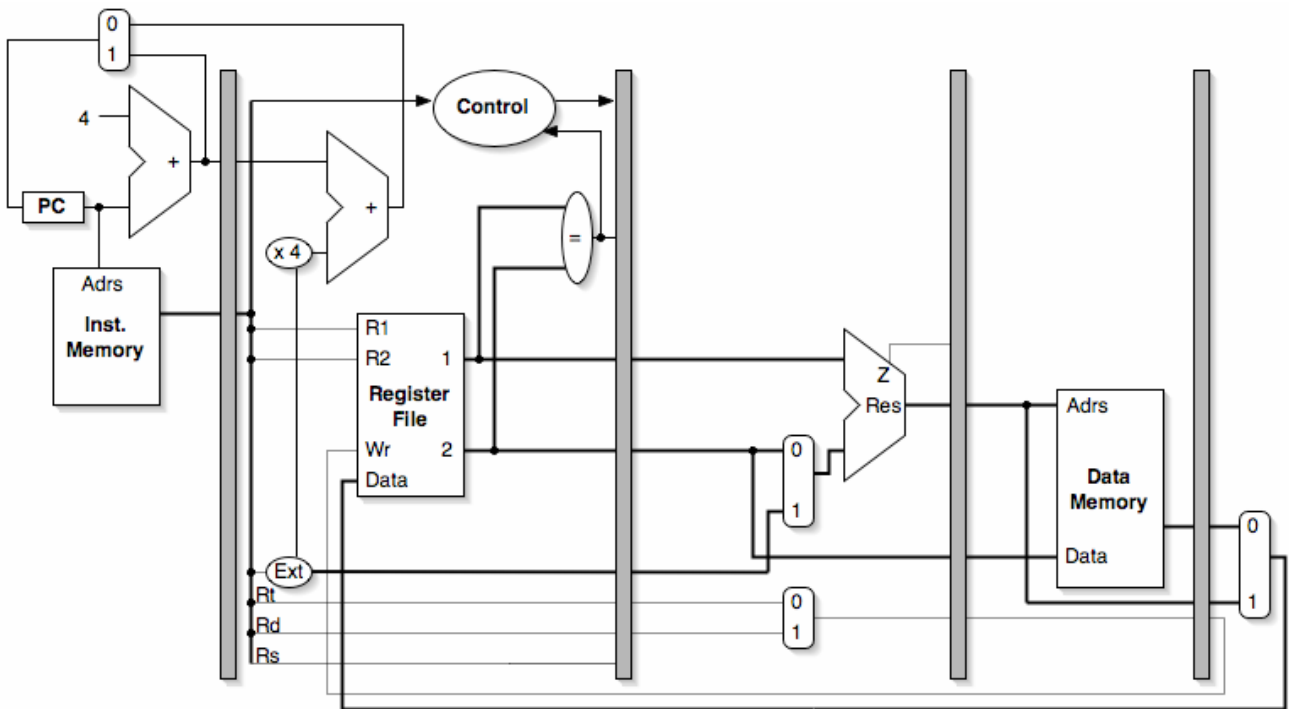 0
1
4
+
PC
Adrs
Inst.
Memory
Control
+
x 4
=
R1
R2
1
Register
File
Wr
2
Data
Ext
Rt
Rd
Rs
0
1
0
1
Z
Res
Adrs
Data
Memory
Data
0
1